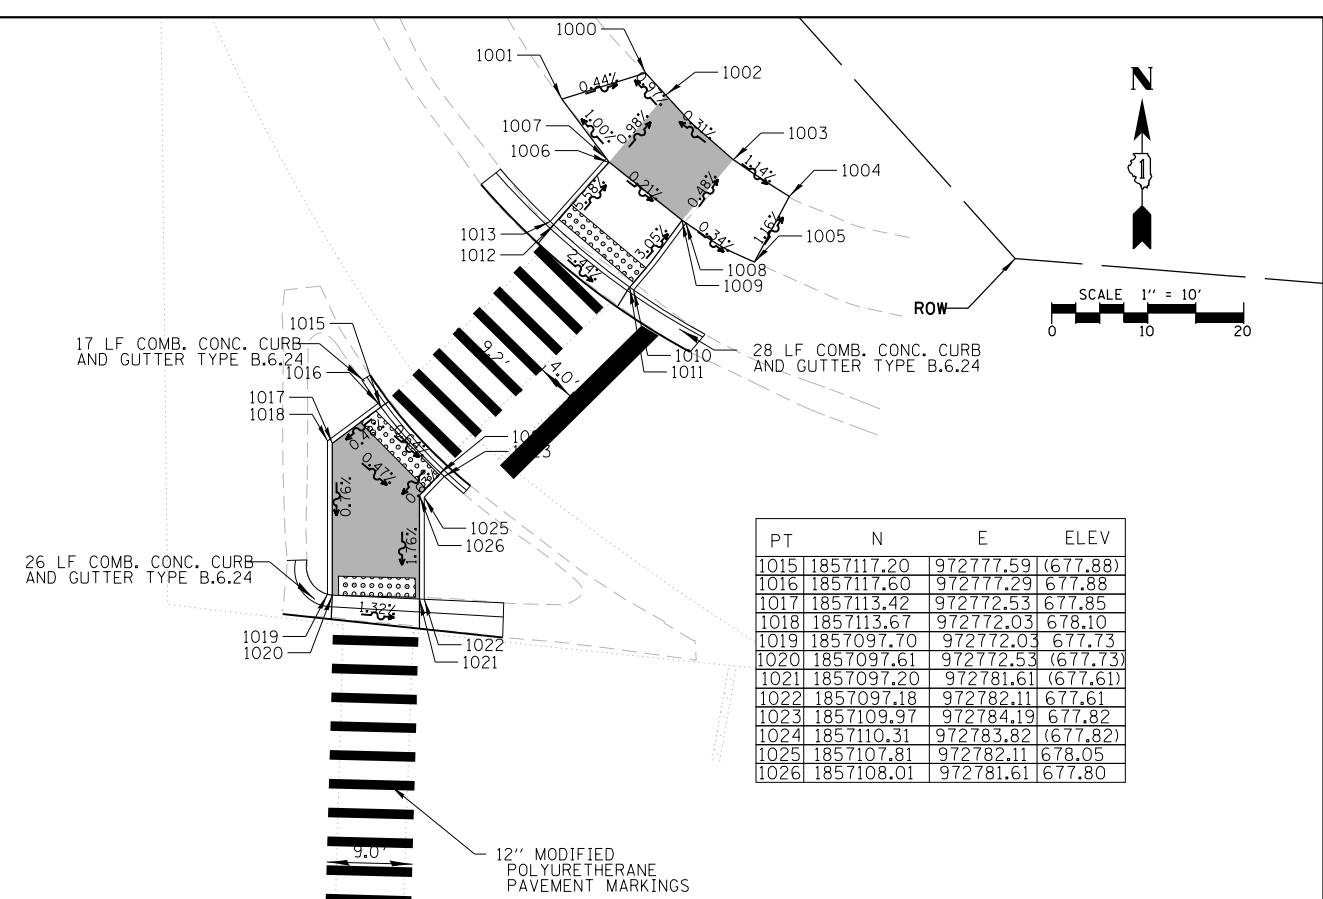 1000
1001
0.44%
0.97%
1002
1.00%
0.98%
0.31%
1007
1003
1006
1.14%
1004
5.58%
0.21%
0.48%
1.16%
1013
3.05%
0.34%
1005
1012
2.44%
1008
1009
N
1
SCALE 1'' = 10'
0 10 20
ROW
1015
17 LF COMB. CONC. CURB
AND GUTTER TYPE B.6.24
1016
9.2'
4.0'
1010
1011
28 LF COMB. CONC. CURB
AND GUTTER TYPE B.6.24
1017
1018
0.64%
0.47%
0.76%
1025
1026
1.76%
26 LF COMB. CONC. CURB
AND GUTTER TYPE B.6.24
1.32%
1019
1020
1022
1021
PT N E ELEV
1015 1857117.20 972777.59 (677.88)
1016 1857117.60 972777.29 677.88
1017 1857113.42 972772.53 677.85
1018 1857113.67 972772.03 678.10
1019 1857097.70 972772.03 677.73
1020 1857097.61 972772.53 (677.73)
1021 1857097.20 972781.61 (677.61)
1022 1857097.18 972782.11 677.61
1023 1857109.97 972784.19 677.82
1024 1857110.31 972783.82 (677.82)
1025 1857107.81 972782.11 678.05
1026 1857108.01 972781.61 677.80
9.0'
12'' MODIFIED
POLYURETHERANE
PAVEMENT MARKINGS